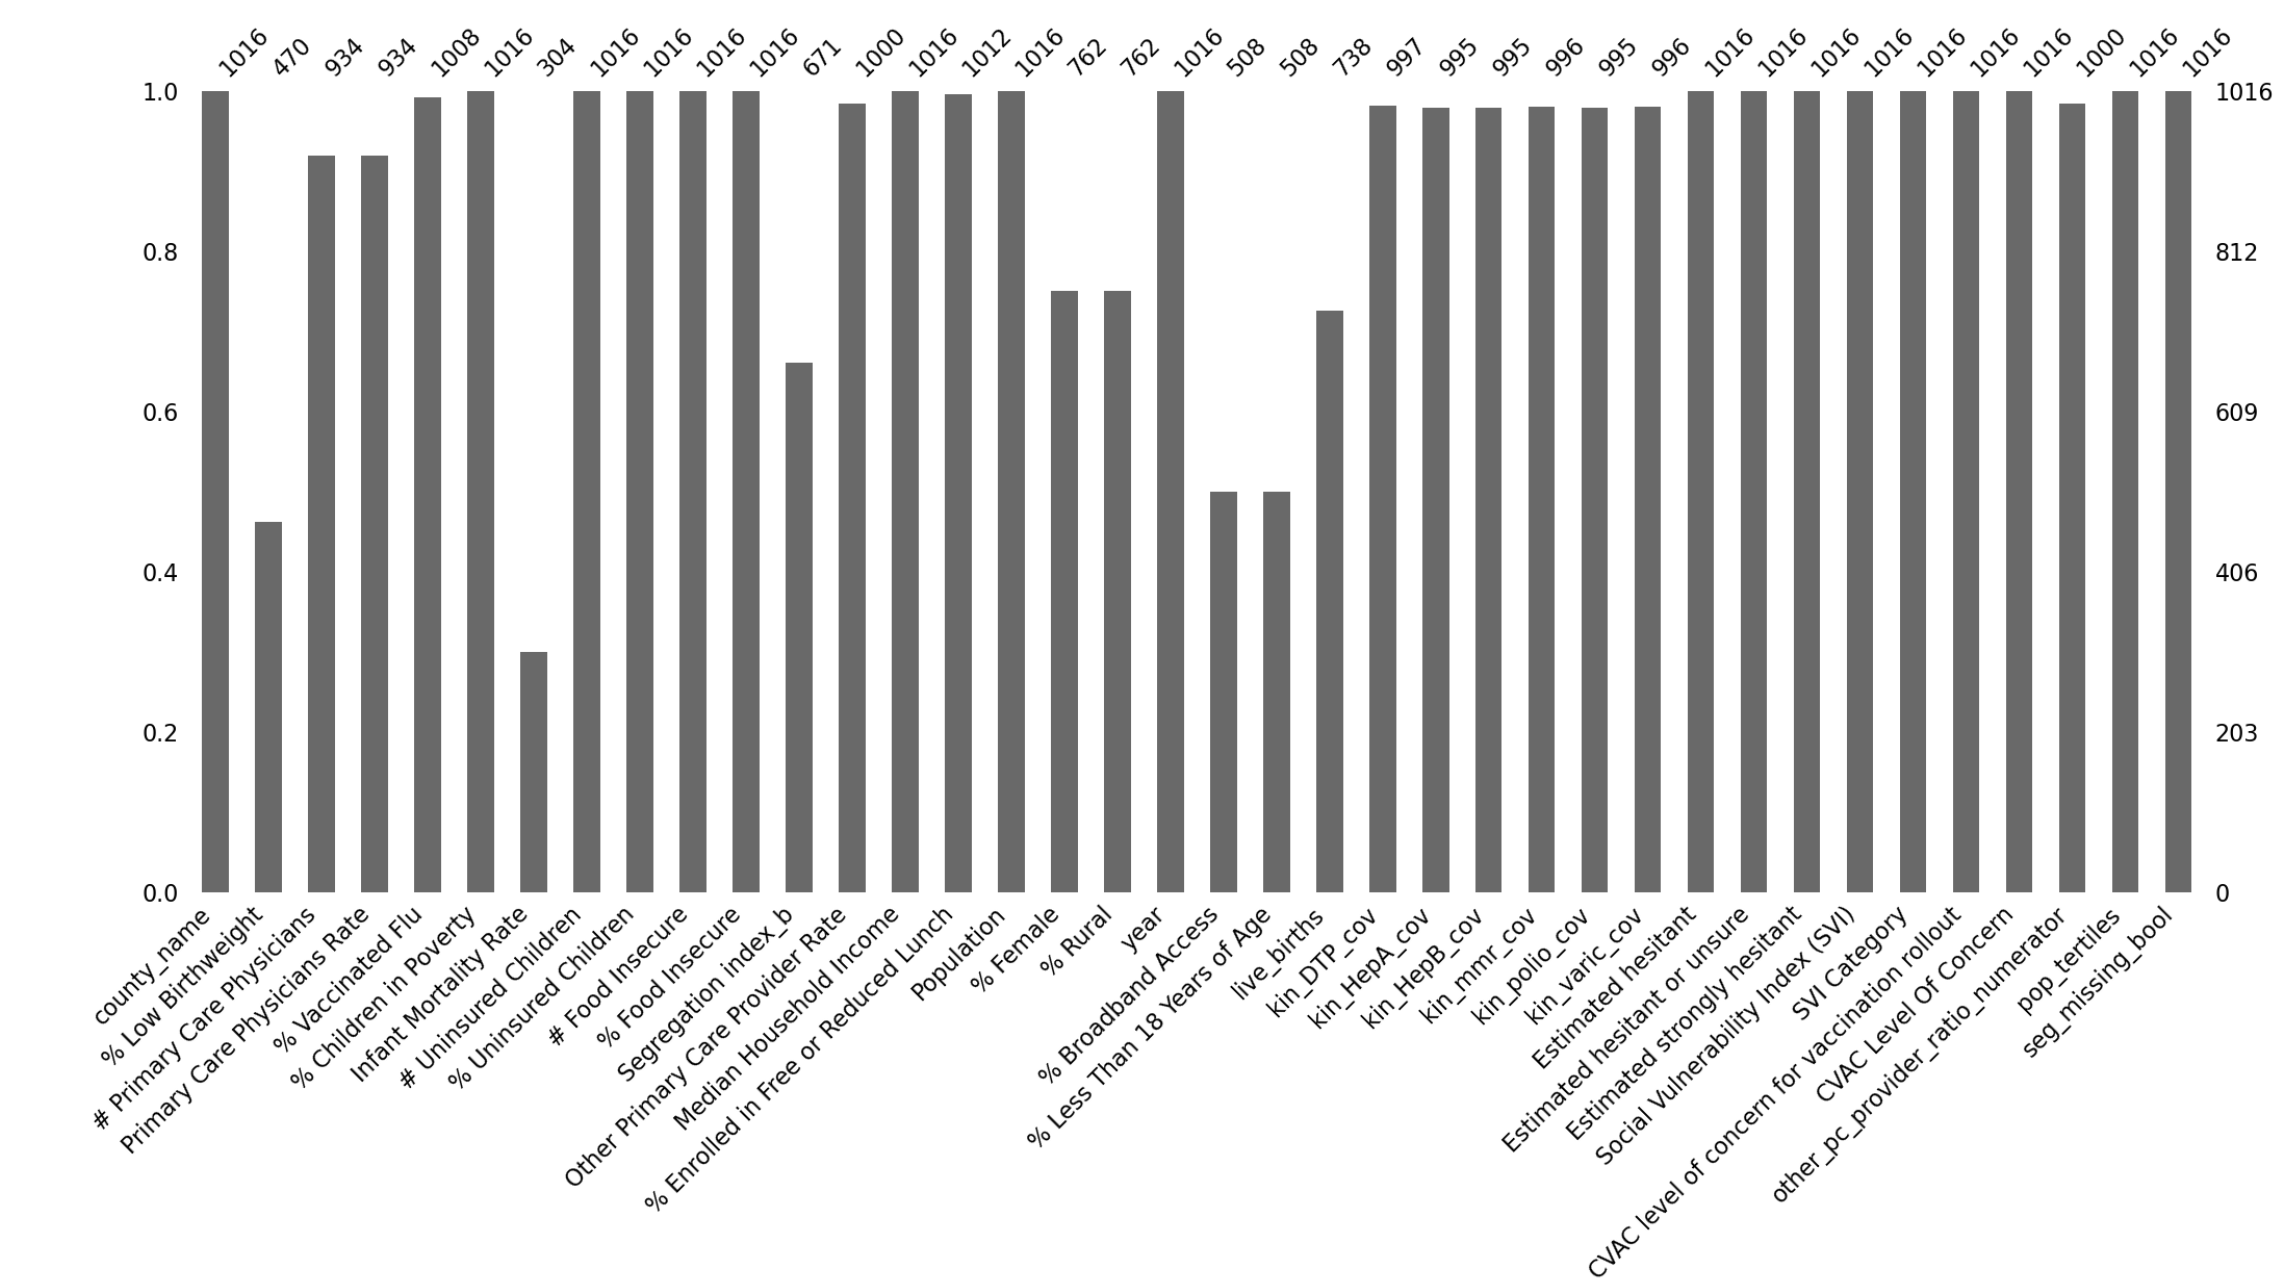 1016
470
934
934
1008
1016
304
1016
1016
1016
1016
671
1000
1016
1012
1016
762
762
1016
508
508
738
997
995
995
996
995
996
1016
1016
1016
1016
1016
1016
1016
1000
1016
1016
1.0
1016
0.8
812
0.6
609
0.4
406
0.2
203
0.0
0
county_name
% Low Birthweight
# Primary Care Physicians
Primary Care Physicians Rate
% Vaccinated Flu
% Children in Poverty
Infant Mortality Rate
# Uninsured Children
% Uninsured Children
# Food Insecure
% Food Insecure
Segregation index_b
Other Primary Care Provider Rate
Median Household Income
% Enrolled in Free or Reduced Lunch
Population
% Female
% Rural
year
% Broadband Access
% Less Than 18 Years of Age
live_births
kin_DTP_cov
kin_HepA_cov
kin_HepB_cov
kin_mmr_cov
kin_polio_cov
kin_varic_cov
Estimated hesitant
Estimated hesitant or unsure
Estimated strongly hesitant
Social Vulnerability Index (SVI)
SVI Category
CVAC level of concern for vaccination rollout
CVAC Level Of Concern
other_pc_provider_ratio_numerator
pop_tertiles
seg_missing_bool